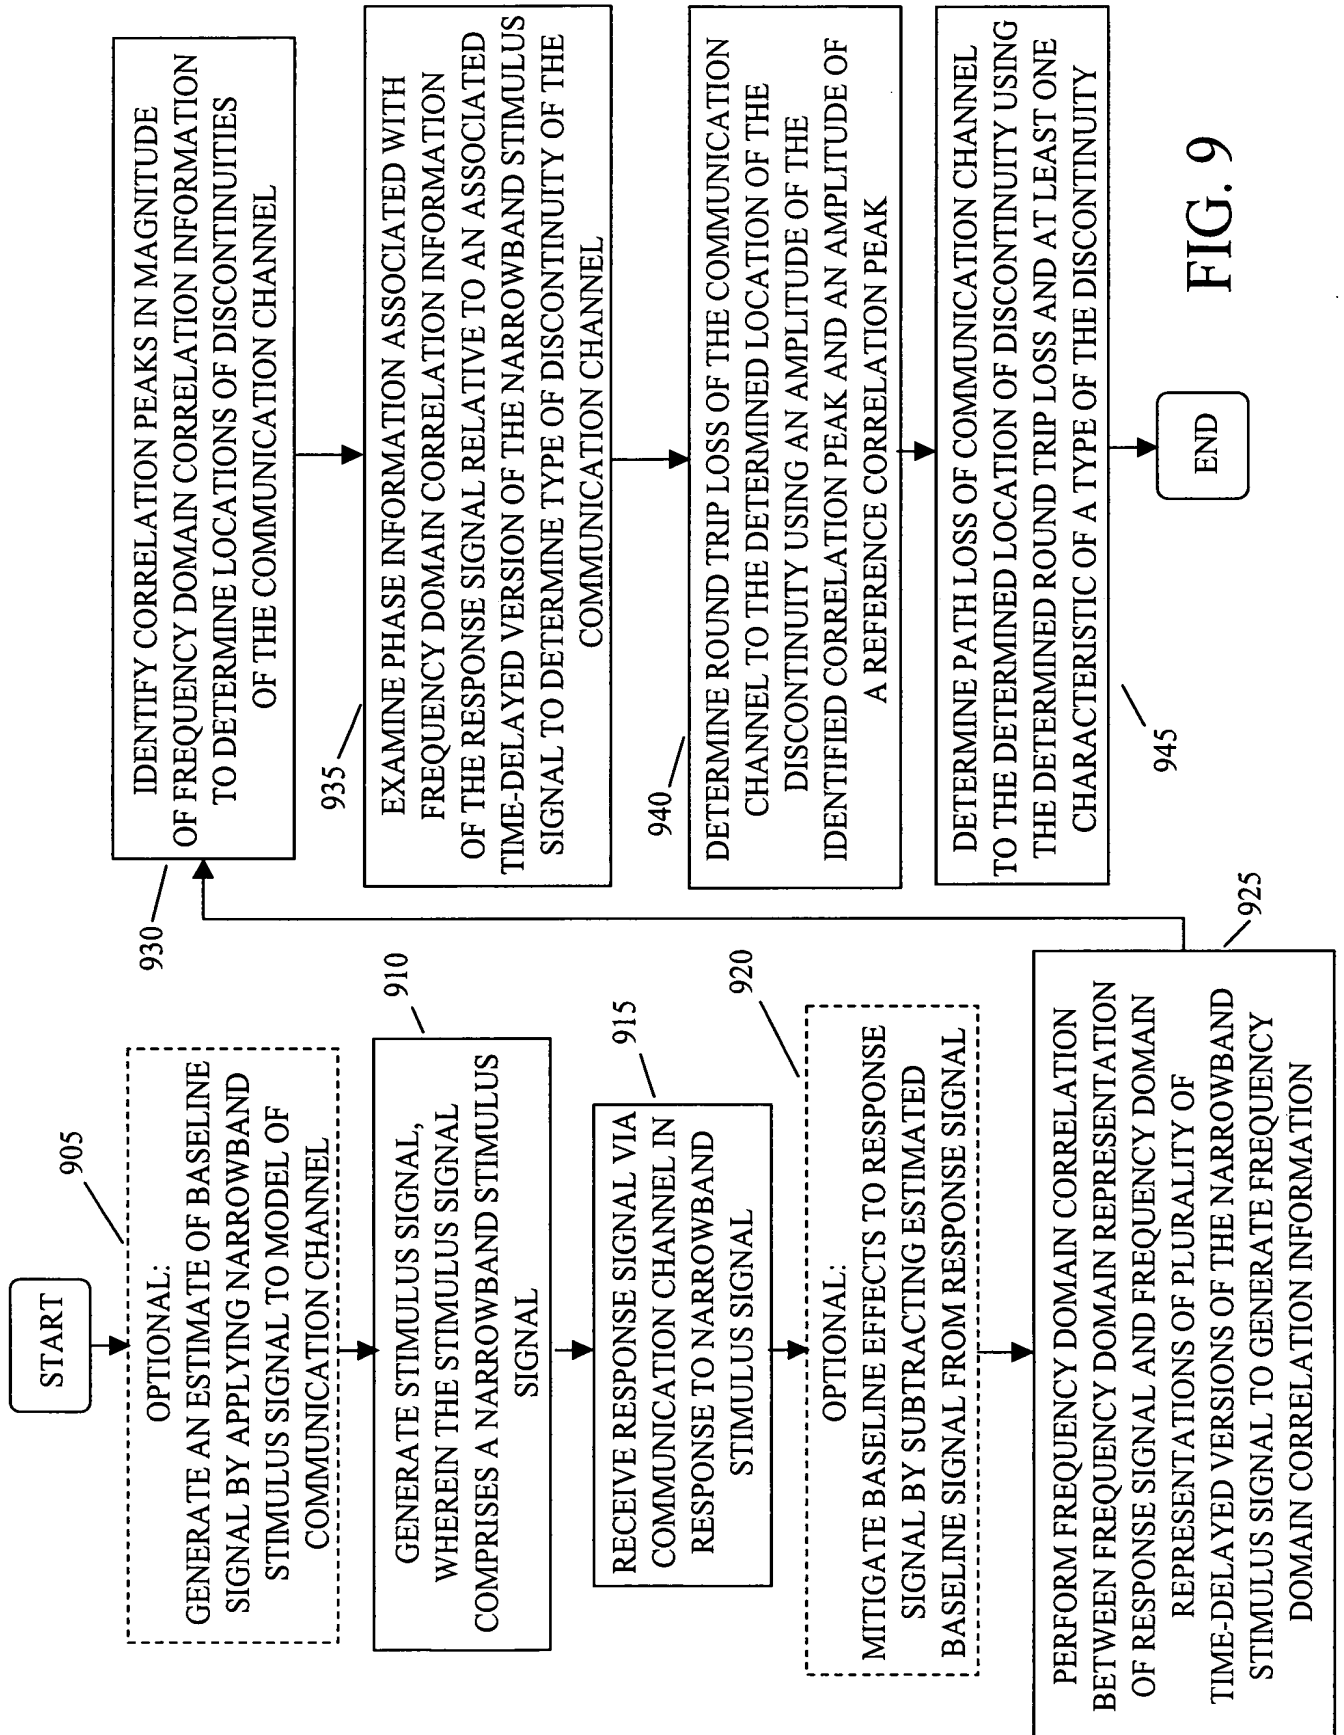 START
905
OPTIONAL:
GENERATE AN ESTIMATE OF BASELINE
SIGNAL BY APPLYING NARROWBAND
STIMULUS SIGNAL TO MODEL OF
COMMUNICATION CHANNEL
910
GENERATE STIMULUS SIGNAL,
WHEREIN THE STIMULUS SIGNAL
COMPRISES A NARROWBAND STIMULUS
SIGNAL
915
RECEIVE RESPONSE SIGNAL VIA
COMMUNICATION CHANNEL IN
RESPONSE TO NARROWBAND
STIMULUS SIGNAL
920
OPTIONAL:
MITIGATE BASELINE EFFECTS TO RESPONSE
SIGNAL BY SUBTRACTING ESTIMATED
BASELINE SIGNAL FROM RESPONSE SIGNAL
925
PERFORM FREQUENCY DOMAIN CORRELATION
BETWEEN FREQUENCY DOMAIN REPRESENTATION
OF RESPONSE SIGNAL AND FREQUENCY DOMAIN
REPRESENTATIONS OF PLURALITY OF
TIME-DELAYED VERSIONS OF THE NARROWBAND
STIMULUS SIGNAL TO GENERATE FREQUENCY
DOMAIN CORRELATION INFORMATION
930
IDENTIFY CORRELATION PEAKS IN MAGNITUDE
OF FREQUENCY DOMAIN CORRELATION INFORMATION
TO DETERMINE LOCATIONS OF DISCONTINUITIES
OF THE COMMUNICATION CHANNEL
935
EXAMINE PHASE INFORMATION ASSOCIATED WITH
FREQUENCY DOMAIN CORRELATION INFORMATION
OF THE RESPONSE SIGNAL RELATIVE TO AN ASSOCIATED
TIME-DELAYED VERSION OF THE NARROWBAND STIMULUS
SIGNAL TO DETERMINE TYPE OF DISCONTINUITY OF THE
COMMUNICATION CHANNEL
940
DETERMINE ROUND TRIP LOSS OF THE COMMUNICATION
CHANNEL TO THE DETERMINED LOCATION OF THE
DISCONTINUITY USING AN AMPLITUDE OF THE
IDENTIFIED CORRELATION PEAK AND AN AMPLITUDE OF
A REFERENCE CORRELATION PEAK
DETERMINE PATH LOSS OF COMMUNICATION CHANNEL
TO THE DETERMINED LOCATION OF DISCONTINUITY USING
THE DETERMINED ROUND TRIP LOSS AND AT LEAST ONE
CHARACTERISTIC OF A TYPE OF THE DISCONTINUITY
945
END
FIG. 9